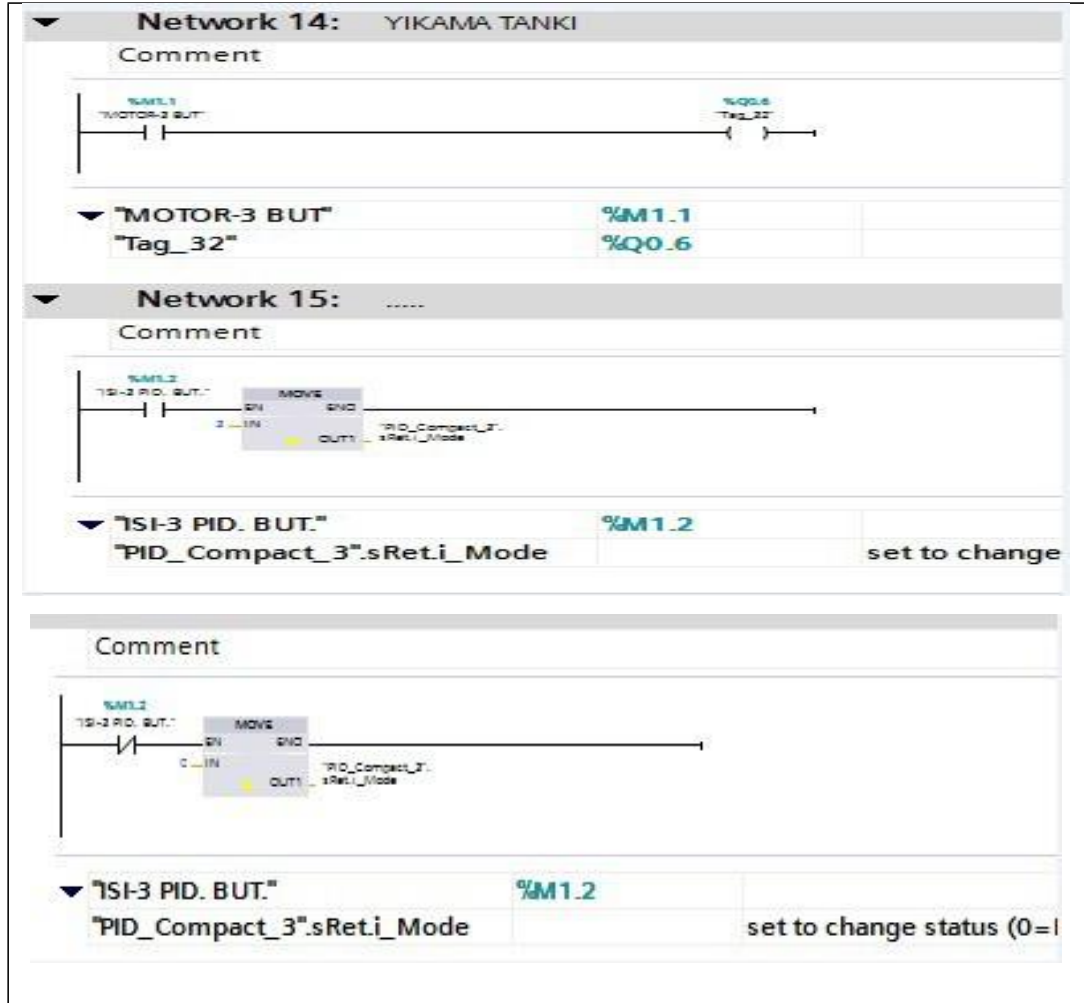 Network 14: YIKAMA TANKI
Comment
%M1.1 %Q0.6
"MOTOR-3 BUT" "Tag_32"
"MOTOR-3 BUT" %M1.1
"Tag_32" %Q0.6
Network 15: .....
Comment
%M1.2
"ISI-3 PID. BUT." MOVE
EN ENO
IN "PID_Compact_3".
OUT1 sRet.i_Mode
"ISI-3 PID. BUT." %M1.2
"PID_Compact_3".sRet.i_Mode set to change
Comment
%M1.2
"ISI-3 PID. BUT." MOVE
EN ENO
0 IN "PID_Compact_3".
OUT1 sRet.i_Mode
"ISI-3 PID. BUT." %M1.2
"PID_Compact_3".sRet.i_Mode set to change status (0=I